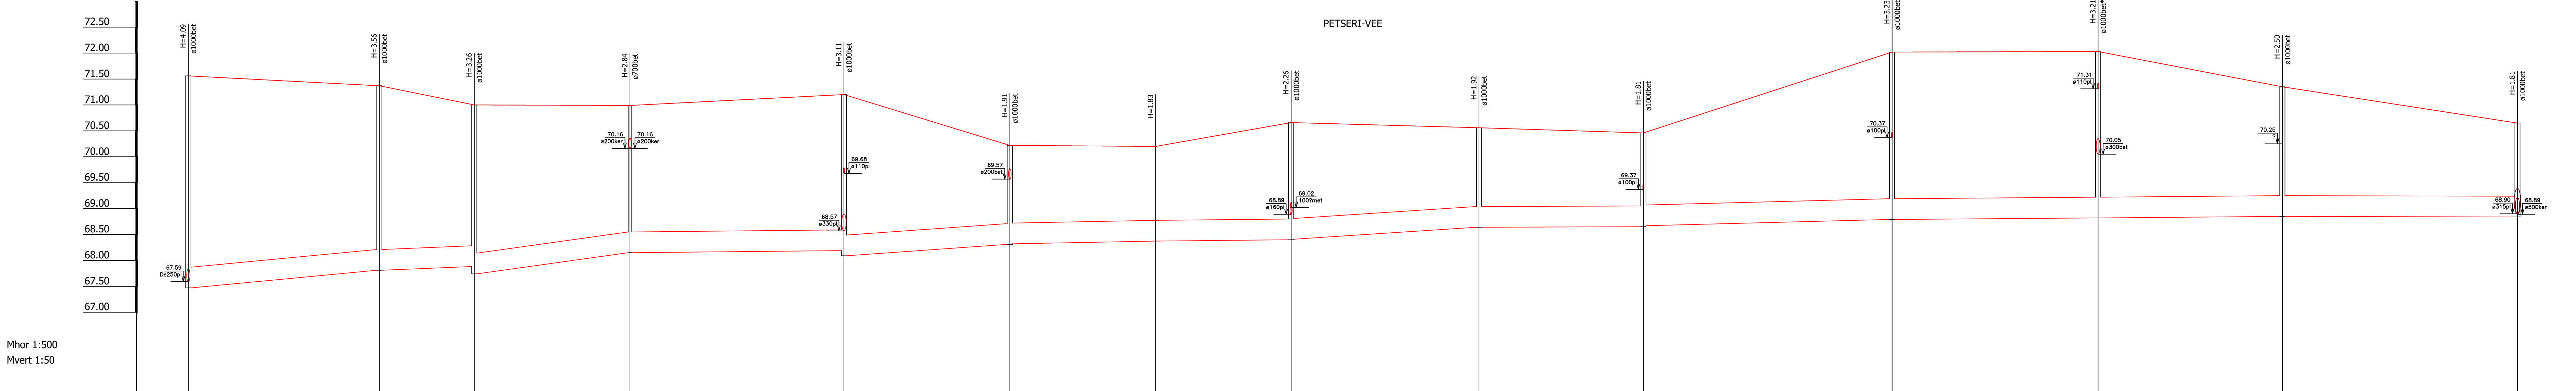 PETSERI-VEE
72.50
72.00
71.50
71.00
70.50
70.00
69.50
69.00
68.50
68.00
67.50
67.00
Mhor 1:500
Mvert 1:50
H=4.09
ø1000bet
67.59
De250pl
H=3.56
ø1000bet
H=3.26
ø1000bet
H=2.84
ø700bet
70.16
ø200ker
70.16
ø200ker
H=3.11
ø1000bet
69.68
ø110pl
68.57
ø330pl
H=1.91
ø1000bet
69.57
ø200bet
H=1.83
H=2.26
ø1000bet
68.89
ø160pl
69.02
100?met
H=1.92
ø1000bet
H=1.81
ø1000bet
69.37
ø100pl
H=3.23
ø1000bet
70.37
ø100pl
H=3.21
ø1000bet*
71.31
ø110pl
70.05
ø300bet
H=2.50
ø1000bet
70.25
?
H=1.81
ø1000bet
68.90
ø315pl
68.89
ø500ker